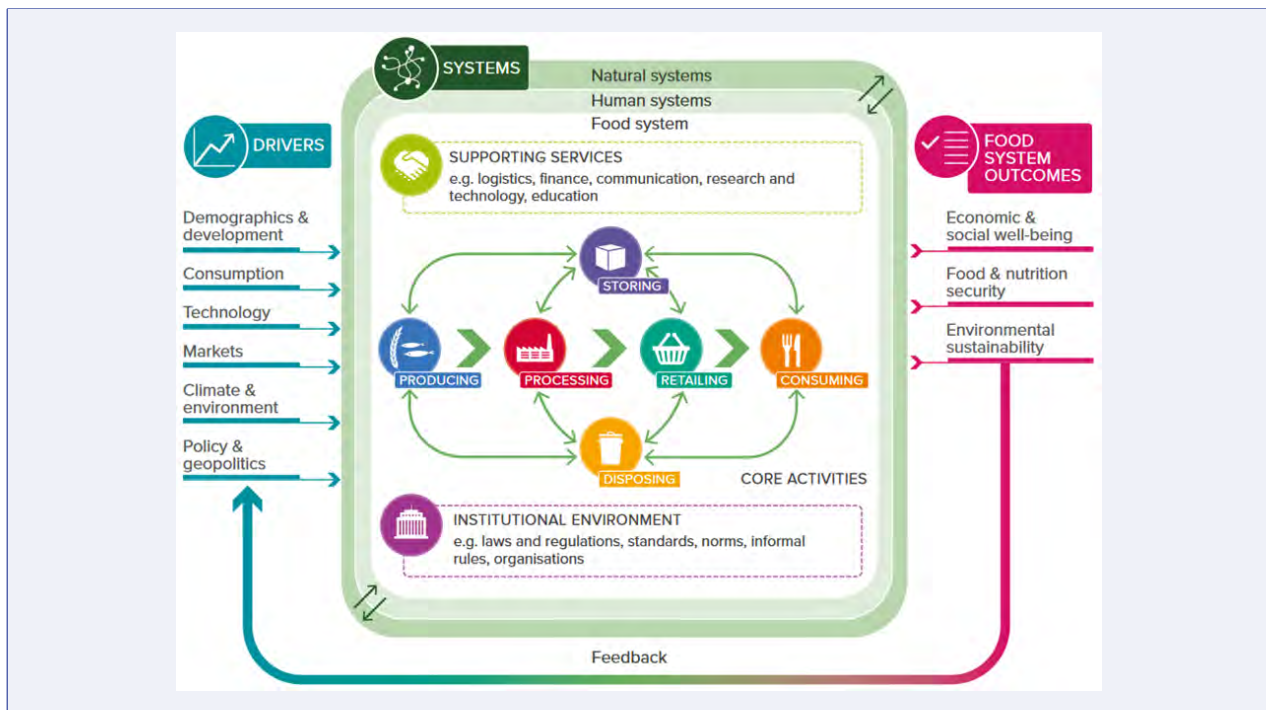 SYSTEMS
Natural systems
Human systems
Food system
DRIVERS
Demographics &
development
Consumption
Technology
Markets
Climate &
environment
Policy &
geopolitics
SUPPORTING SERVICES
e.g. logistics, finance, communication, research and
technology, education
STORING
PRODUCING
PROCESSING
RETAILING
CONSUMING
DISPOSING
CORE ACTIVITIES
INSTITUTIONAL ENVIRONMENT
e.g. laws and regulations, standards, norms, informal
rules, organisations
FOOD
SYSTEM
OUTCOMES
Economic &
social well-being
Food & nutrition
security
Environmental
sustainability
Feedback